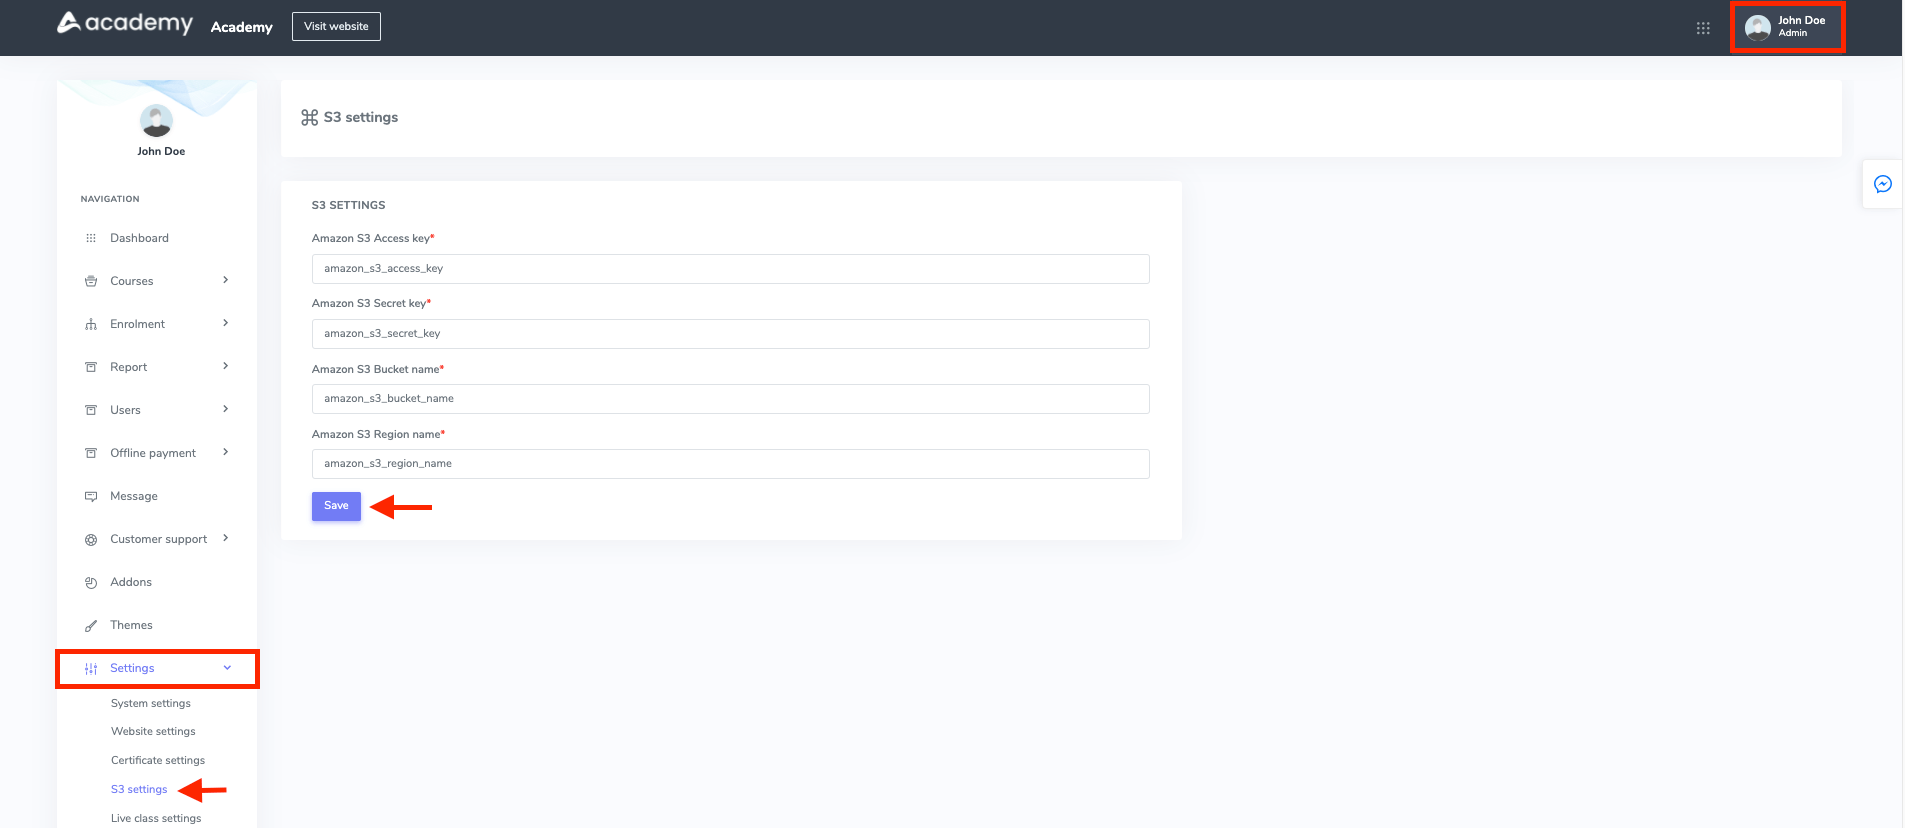 academy
Academy
Visit website
John Doe
Admin
John Doe
NAVIGATION
Dashboard
Courses
Enrolment
Report
Users
Offline payment
Message
Customer support
Addons
Themes
Settings
System settings
Website settings
Certificate settings
S3 settings
Live class settings
S3 settings
S3 SETTINGS
Amazon S3 Access key*
amazon_s3_access_key
Amazon S3 Secret key*
amazon_s3_secret_key
Amazon S3 Bucket name*
amazon_s3_bucket_name
Amazon S3 Region name*
amazon_s3_region_name
Save